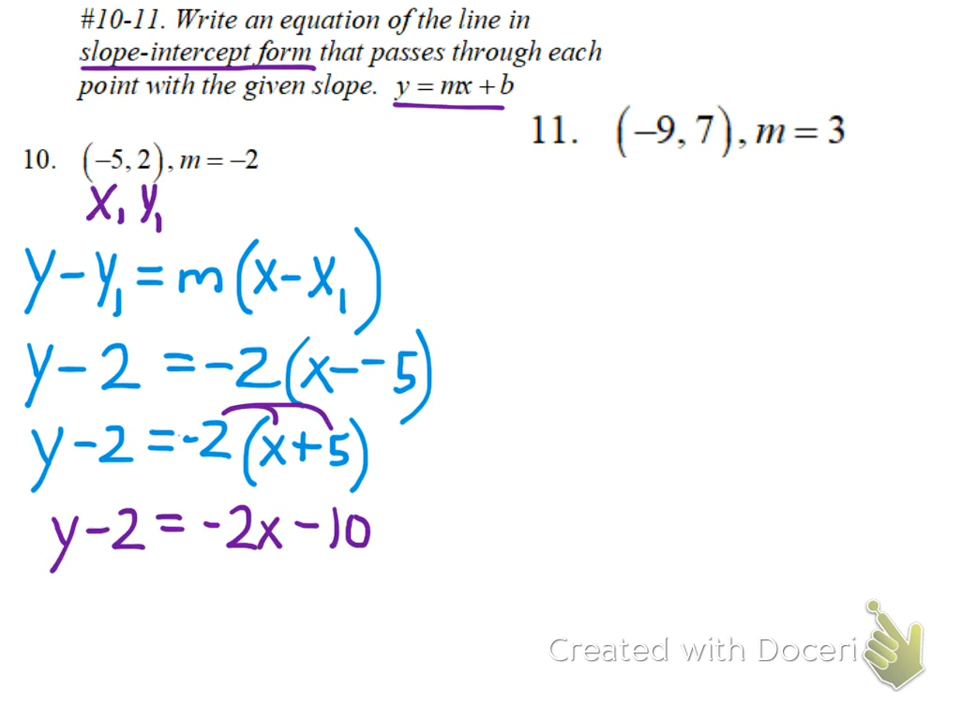 #10-11. Write an equation of the line in
slope-intercept form that passes through each
point with the given slope. y = mx + b
10. (−5, 2), m = −2
x₁ y₁
y − y₁ = m(x − x₁)
y − 2 = −2(x − −5)
y − 2 = −2(x + 5)
y − 2 = −2x − 10
11. (−9, 7), m = 3
Created with Doceri